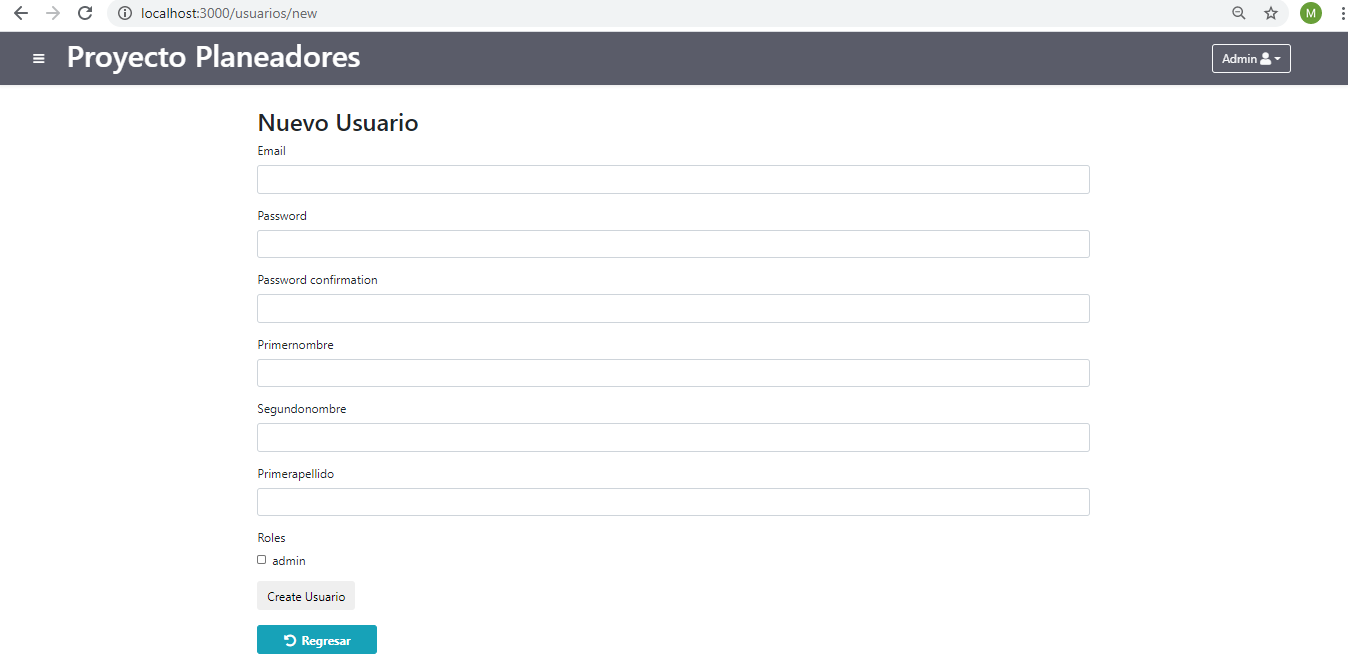 localhost:3000/usuarios/new
M
Proyecto Planeadores
Admin
Nuevo Usuario
Email
Password
Password confirmation
Primernombre
Segundonombre
Primerapellido
Roles
admin
Create Usuario
Regresar